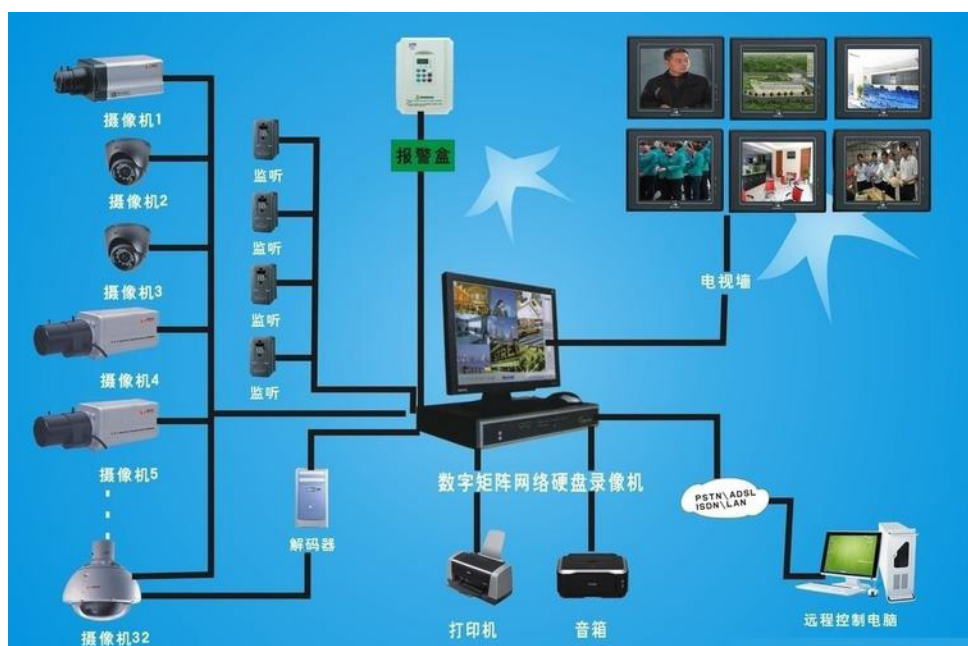 摄像机1
摄像机2
摄像机3
摄像机4
摄像机5
摄像机32
监听
监听
监听
监听
报警盒
电视墙
数字矩阵网络硬盘录像机
解码器
打印机
音箱
PSTN\ADSL
ISDN\LAN
远程控制电脑